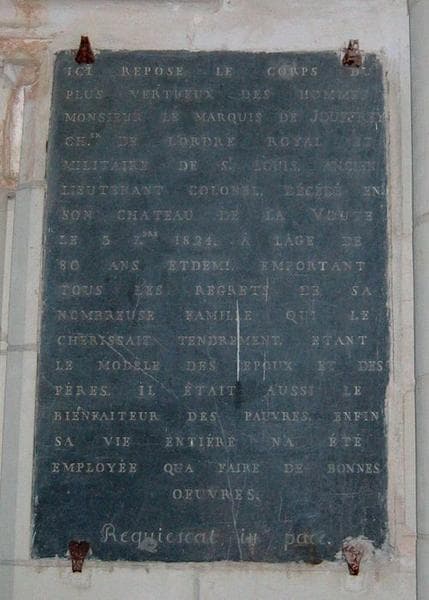 ICI REPOSE LE CORPS DU
PLUS VERTUEUX DES HOMMES
MONSIEUR LE MARQUIS DE JOUFFREY
CH.ER DE LORDRE ROYAL ET
MILITAIRE DE ST LOUIS, ANCIEN
LIEUTENANT COLONEL, DÉCÉDÉ EN
SON CHATEAU DE LA VOUTE
LE 3 7BRE 1824. À LÂGE DE
80 ANS ETDEMI, EMPORTANT
TOUS LES REGRETS DE SA
NOMBREUSE FAMILLE QUI LE
CHERISSAIT TENDREMENT, ETANT
LE MODÈLE DES EPOUX ET DES
PÈRES. IL ÉTAIT AUSSI LE
BIENFAITEUR DES PAUVRES. ENFIN
SA VIE ENTIÈRE NA ÉTÉ
EMPLOYÉE QUA FAIRE DE BONNES
OEUVRES.
Requiescat in pace.